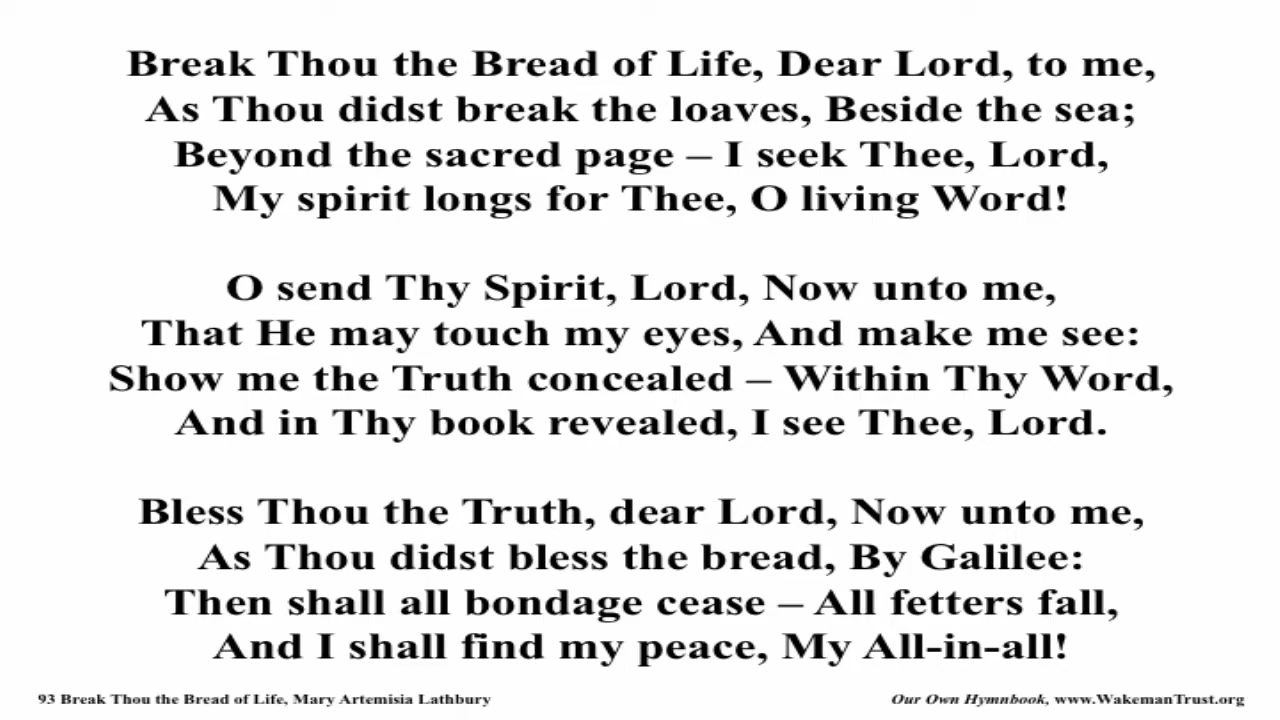 Break Thou the Bread of Life, Dear Lord, to me,
As Thou didst break the loaves, Beside the sea;
Beyond the sacred page – I seek Thee, Lord,
My spirit longs for Thee, O living Word!
O send Thy Spirit, Lord, Now unto me,
That He may touch my eyes, And make me see:
Show me the Truth concealed – Within Thy Word,
And in Thy book revealed, I see Thee, Lord.
Bless Thou the Truth, dear Lord, Now unto me,
As Thou didst bless the bread, By Galilee:
Then shall all bondage cease – All fetters fall,
And I shall find my peace, My All-in-all!
93 Break Thou the Bread of Life, Mary Artemisia Lathbury
Our Own Hymnbook, www.WakemanTrust.org